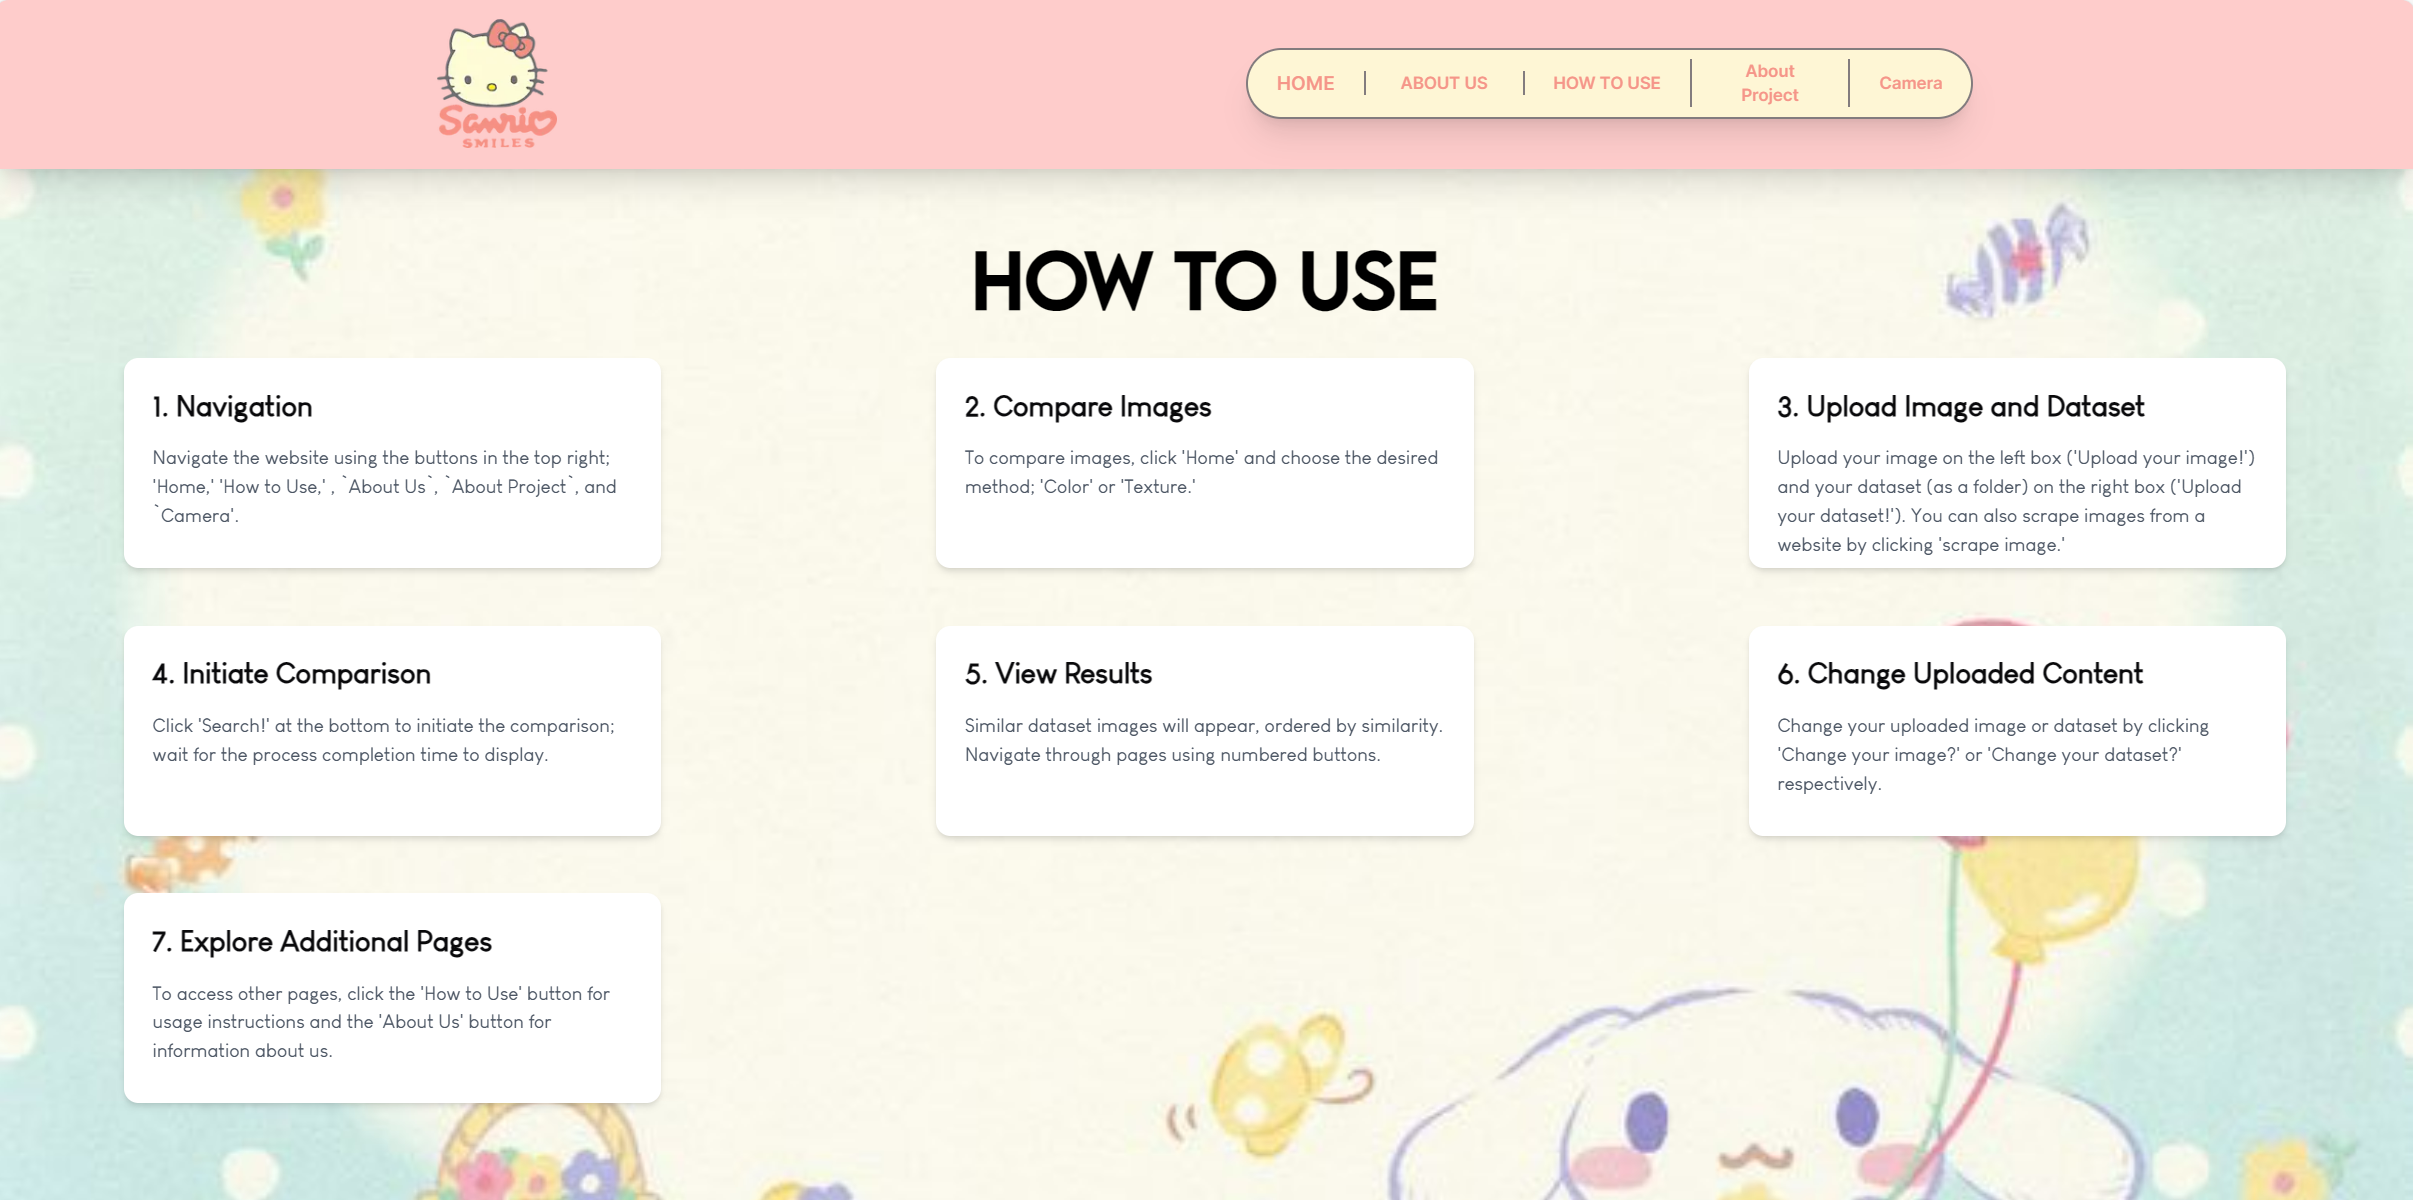 Sanrio
SMILES
HOME
ABOUT US
HOW TO USE
About
Project
Camera
HOW TO USE
1. Navigation
Navigate the website using the buttons in the top right;
'Home,' 'How to Use,' , `About Us`, `About Project`, and
`Camera'.
2. Compare Images
To compare images, click 'Home' and choose the desired
method; 'Color' or 'Texture.'
3. Upload Image and Dataset
Upload your image on the left box ('Upload your image!')
and your dataset (as a folder) on the right box ('Upload
your dataset!'). You can also scrape images from a
website by clicking 'scrape image.'
4. Initiate Comparison
Click 'Search!' at the bottom to initiate the comparison;
wait for the process completion time to display.
5. View Results
Similar dataset images will appear, ordered by similarity.
Navigate through pages using numbered buttons.
6. Change Uploaded Content
Change your uploaded image or dataset by clicking
'Change your image?' or 'Change your dataset?'
respectively.
7. Explore Additional Pages
To access other pages, click the 'How to Use' button for
usage instructions and the 'About Us' button for
information about us.